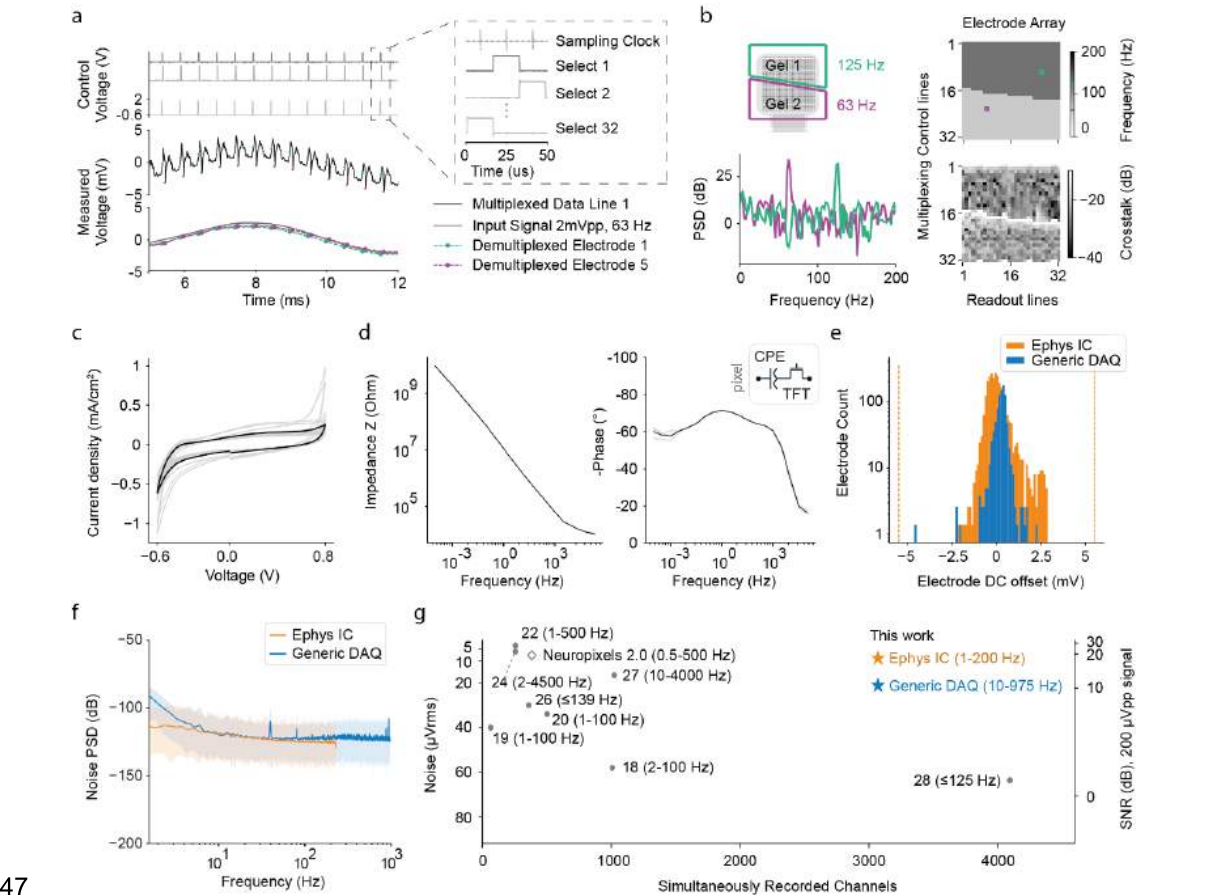 a
Control
Voltage (V)
2
-0.6
5
0
-5
Measured
Voltage (mV)
5
0
-5
6
8
10
12
Time (ms)
Sampling Clock
Select 1
Select 2
Select 32
0
25
50
Time (us)
Multiplexed Data Line 1
Input Signal 2mVpp, 63 Hz
Demultiplexed Electrode 1
Demultiplexed Electrode 5
b
Gel 1
125 Hz
Gel 2
63 Hz
PSD (dB)
25
0
0
100
200
Frequency (Hz)
Electrode Array
Multiplexing Control lines
1
16
32
200
100
0
Frequency (Hz)
1
16
32
1
16
32
Readout lines
−20
−40
Crosstalk (dB)
c
Current density (mA/cm²)
1
0.5
0
−0.5
−1
−0.6
0.0
0.8
Voltage (V)
d
Impedance Z (Ohm)
10⁹
10⁷
10⁵
10⁻³
10⁰
10³
Frequency (Hz)
-Phase (°)
-100
-80
-60
-40
-20
0
10⁻³
10⁰
10³
Frequency (Hz)
pixel
CPE
TFT
e
Ephys IC
Generic DAQ
Electrode Count
100
10
1
−5
−2.5
0
2.5
5
Electrode DC offset (mV)
f
Ephys IC
Generic DAQ
Noise PSD (dB)
−50
−100
−150
−200
10¹
10²
10³
Frequency (Hz)
g
Noise (μVrms)
5
10
20
40
60
80
22 (1-500 Hz)
Neuropixels 2.0 (0.5-500 Hz)
24 (2-4500 Hz)
27 (10-4000 Hz)
26 (≤139 Hz)
20 (1-100 Hz)
19 (1-100 Hz)
18 (2-100 Hz)
28 (≤125 Hz)
This work
Ephys IC (1-200 Hz)
Generic DAQ (10-975 Hz)
30
20
10
0
SNR (dB), 200 μVpp signal
0
1000
2000
3000
4000
Simultaneously Recorded Channels
47